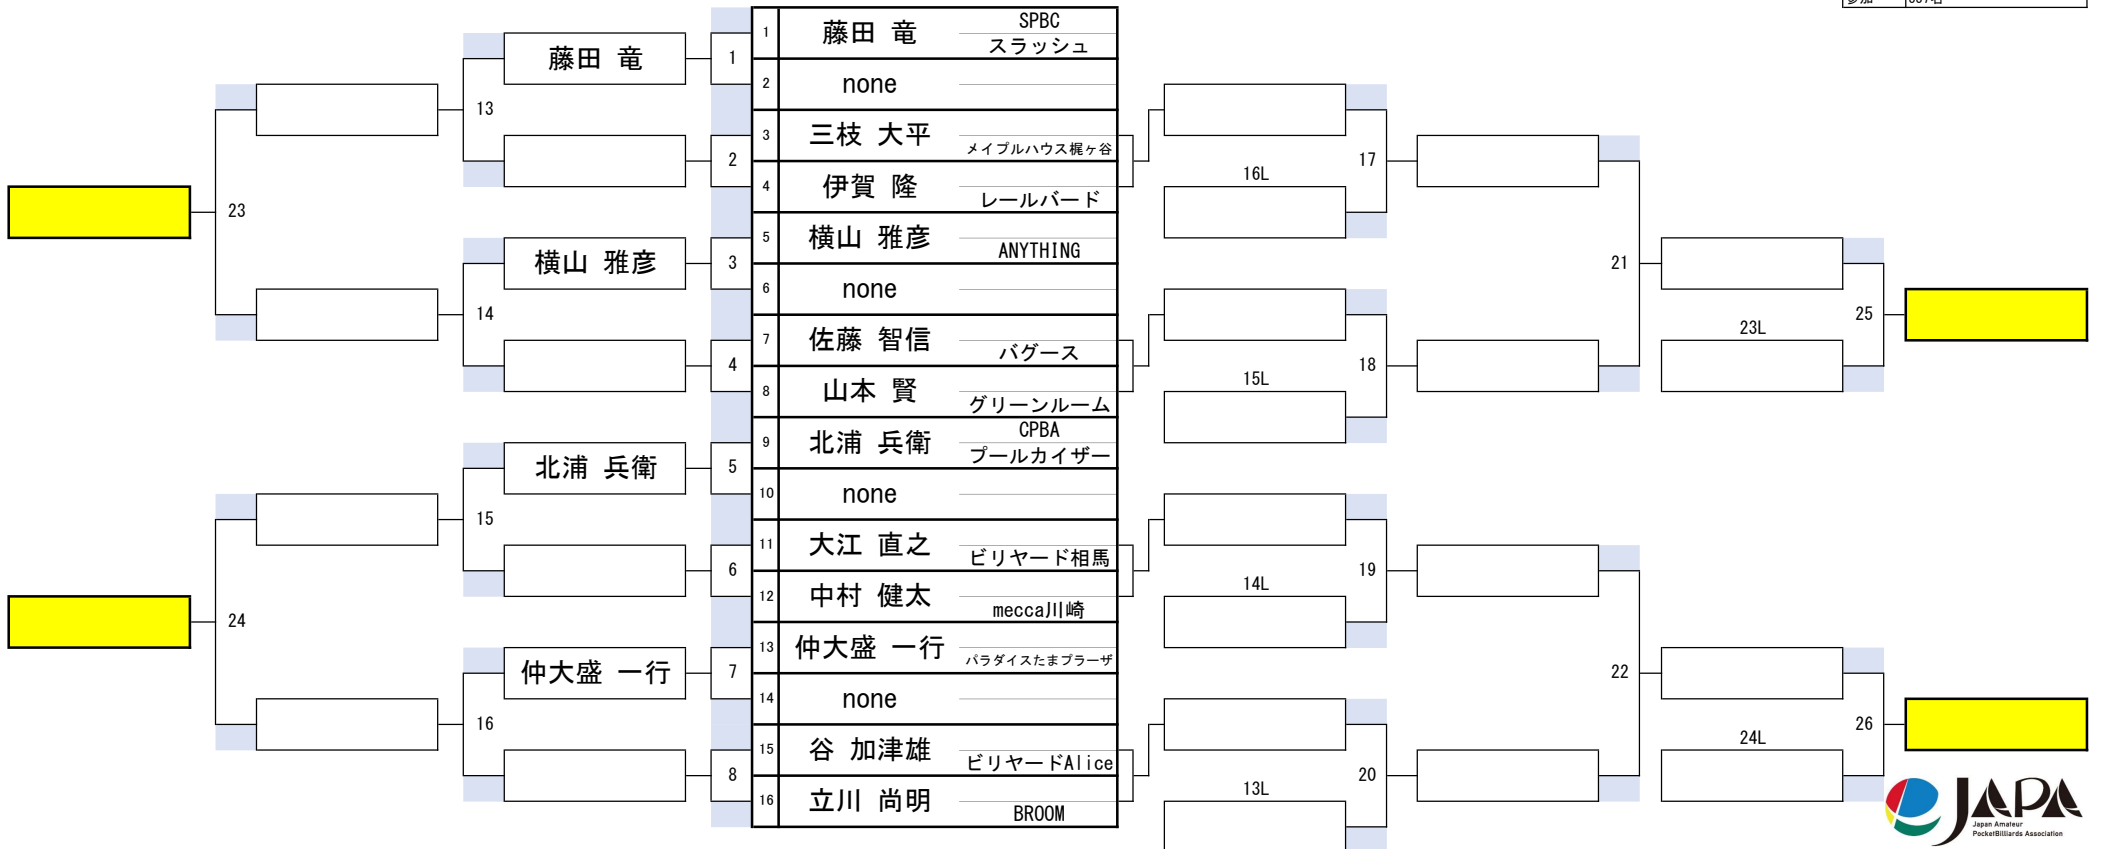 1 藤田 竜 SPBC
スラッシュ
2 none
3 三枝 大平 メイプルハウス梶ヶ谷
4 伊賀 隆 レールバード
5 横山 雅彦 ANYTHING
6 none
7 佐藤 智信 バグース
8 山本 賢 グリーンルーム
9 北浦 兵衛 CPBA
プールカイザー
10 none
11 大江 直之 ビリヤード相馬
12 中村 健太 mecca川崎
13 仲大盛 一行 パラダイスたまプラーザ
14 none
15 谷 加津雄 ビリヤードAlice
16 立川 尚明 BROOM
藤田 竜
1
13
2
23
横山 雅彦
3
14
4
北浦 兵衛
5
15
6
24
仲大盛 一行
7
16
8
16L
17
21
15L
18
23L
25
14L
19
22
13L
20
24L
26
JAPA
Japan Amateur
PocketBilliards Association